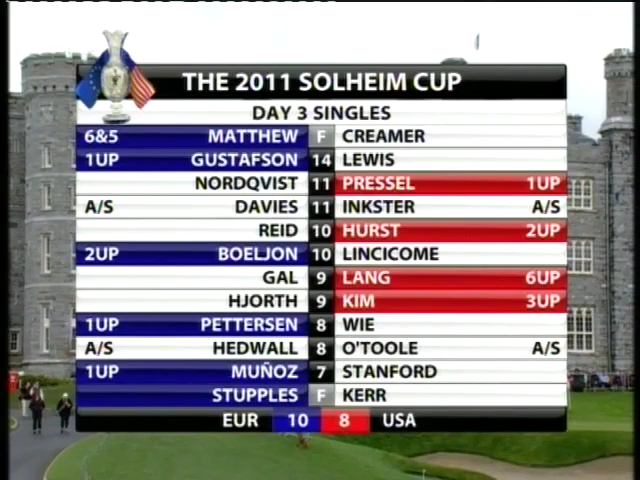 THE 2011 SOLHEIM CUP
DAY 3 SINGLES
6&5 MATTHEW F CREAMER
1UP GUSTAFSON 14 LEWIS
NORDQVIST 11 PRESSEL 1UP
A/S DAVIES 11 INKSTER A/S
REID 10 HURST 2UP
2UP BOELJON 10 LINCICOME
GAL 9 LANG 6UP
HJORTH 9 KIM 3UP
1UP PETTERSEN 8 WIE
A/S HEDWALL 8 O'TOOLE A/S
1UP MUÑOZ 7 STANFORD
STUPPLES F KERR
EUR 10 8 USA